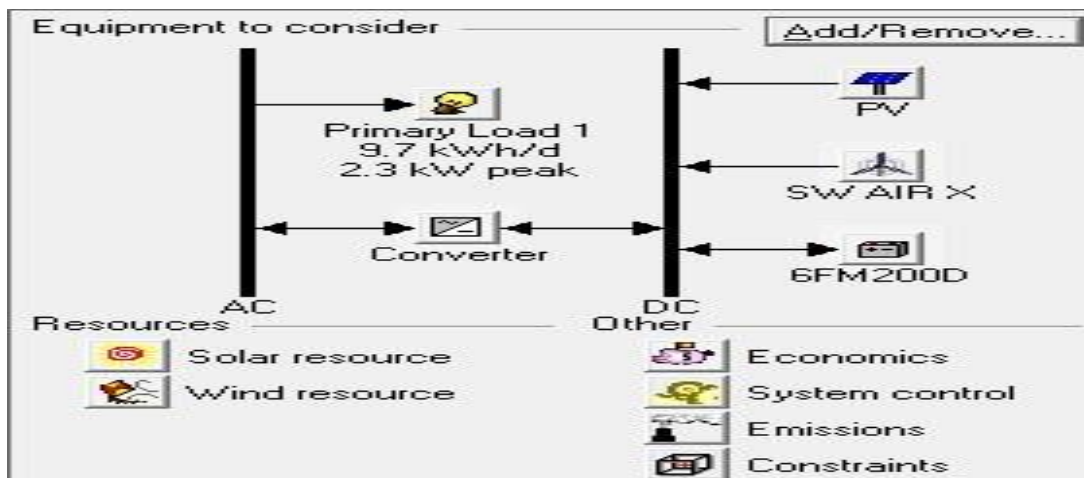 Equipment to consider
Add/Remove...
Primary Load 1
9.7 kWh/d
2.3 kW peak
PV
SW AIR X
Converter
6FM200D
AC
DC
Resources
Other
Solar resource
Economics
Wind resource
System control
Emissions
Constraints